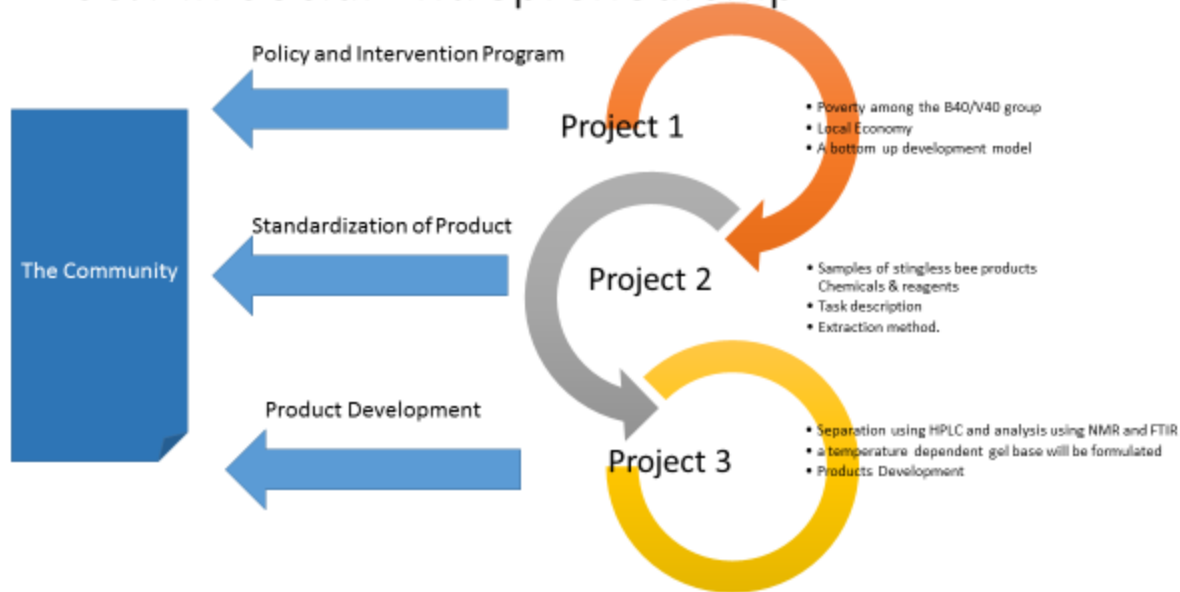 Policy and Intervention Program
Project 1
• Poverty among the B40/V40 group
• Local Economy
• A bottom up development model
Standardization of Product
The Community
Project 2
• Samples of stingless bee products
Chemicals & reagents
• Task description
• Extraction method.
Product Development
Project 3
• Separation using HPLC and analysis using NMR and FTIR
• a temperature dependent gel base will be formulated
• Products Development